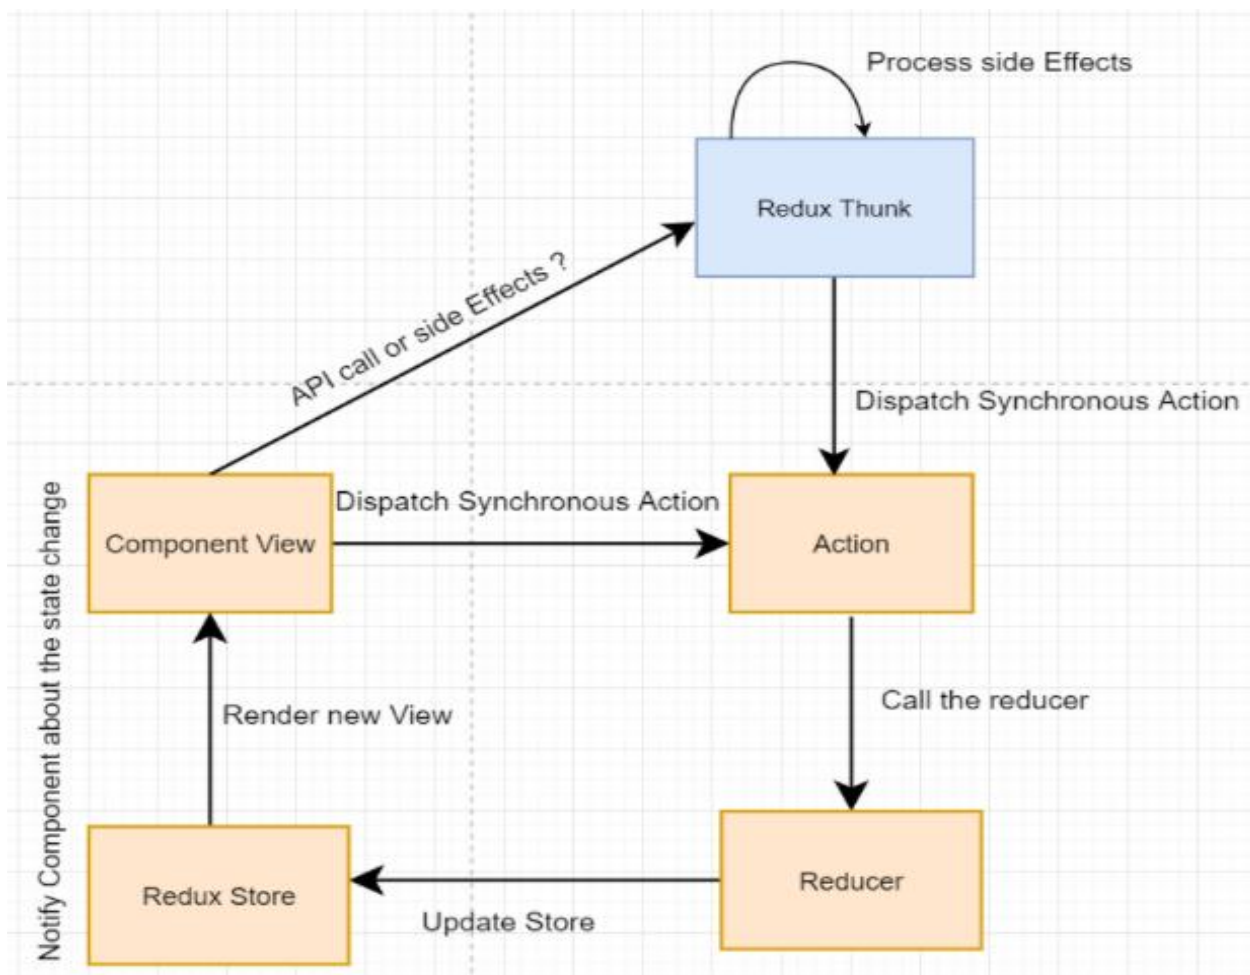 Process side Effects
Redux Thunk
API call or side Effects ?
Dispatch Synchronous Action
Dispatch Synchronous Action
Component View
Action
Notify Component about the state change
Render new View
Call the reducer
Redux Store
Reducer
Update Store